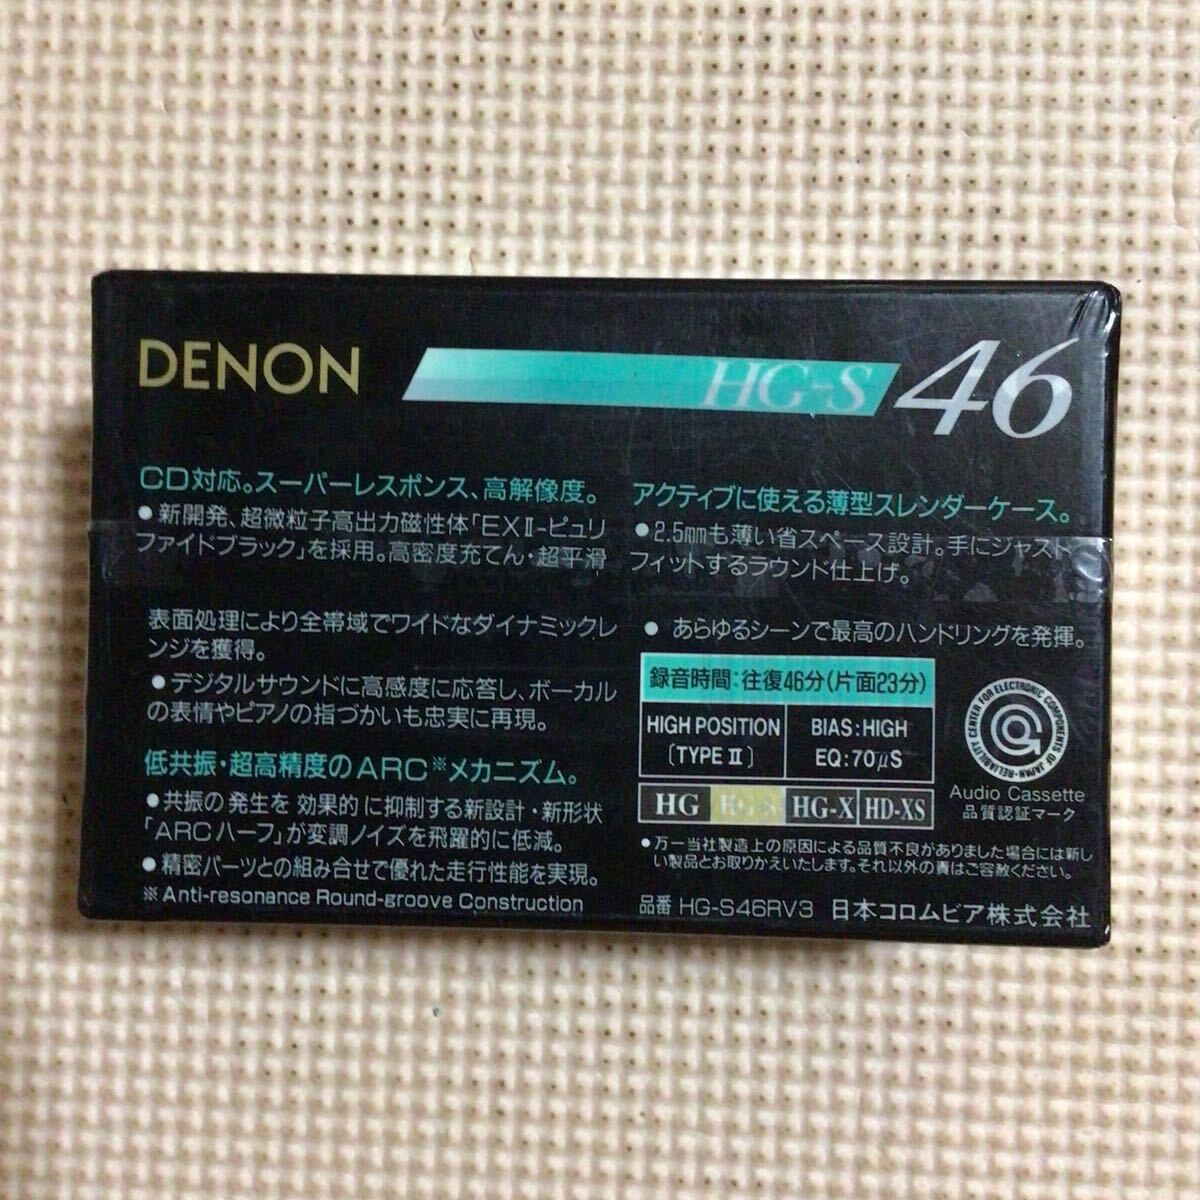 DENON
HG-S 46
CD対応。スーパーレスポンス、高解像度。
●新開発、超微粒子高出力磁性体「EXⅡ-ピュリ
ファイドブラック」を採用。高密度充てん・超平滑
表面処理により全帯域でワイドなダイナミックレ
ンジを獲得。
●デジタルサウンドに高感度に応答し、ボーカル
の表情やピアノの指づかいも忠実に再現。
低共振・超高精度のARC※メカニズム。
●共振の発生を効果的に抑制する新設計・新形状
「ARCハーフ」が変調ノイズを飛躍的に低減。
●精密パーツとの組み合せで優れた走行性能を実現。
※Anti-resonance Round-groove Construction
アクティブに使える薄型スレンダーケース。
●2.5mmも薄い省スペース設計。手にジャスト
フィットするラウンド仕上げ。
●あらゆるシーンで最高のハンドリングを発揮。
録音時間:往復46分(片面23分)
HIGH POSITION
(TYPEⅡ)
BIAS:HIGH
EQ:70μS
HG HG-S HG-X HD-XS
RELIABILITY CENTER FOR ELECTRONIC COMPONENTS OF JAPAN
Audio Cassette
品質認証マーク
●万一当社製造上の原因による品質不良がありました場合には新し
い製品とお取りかえいたします。それ以外の責はご容赦ください。
品番 HG-S46RV3 日本コロムビア株式会社